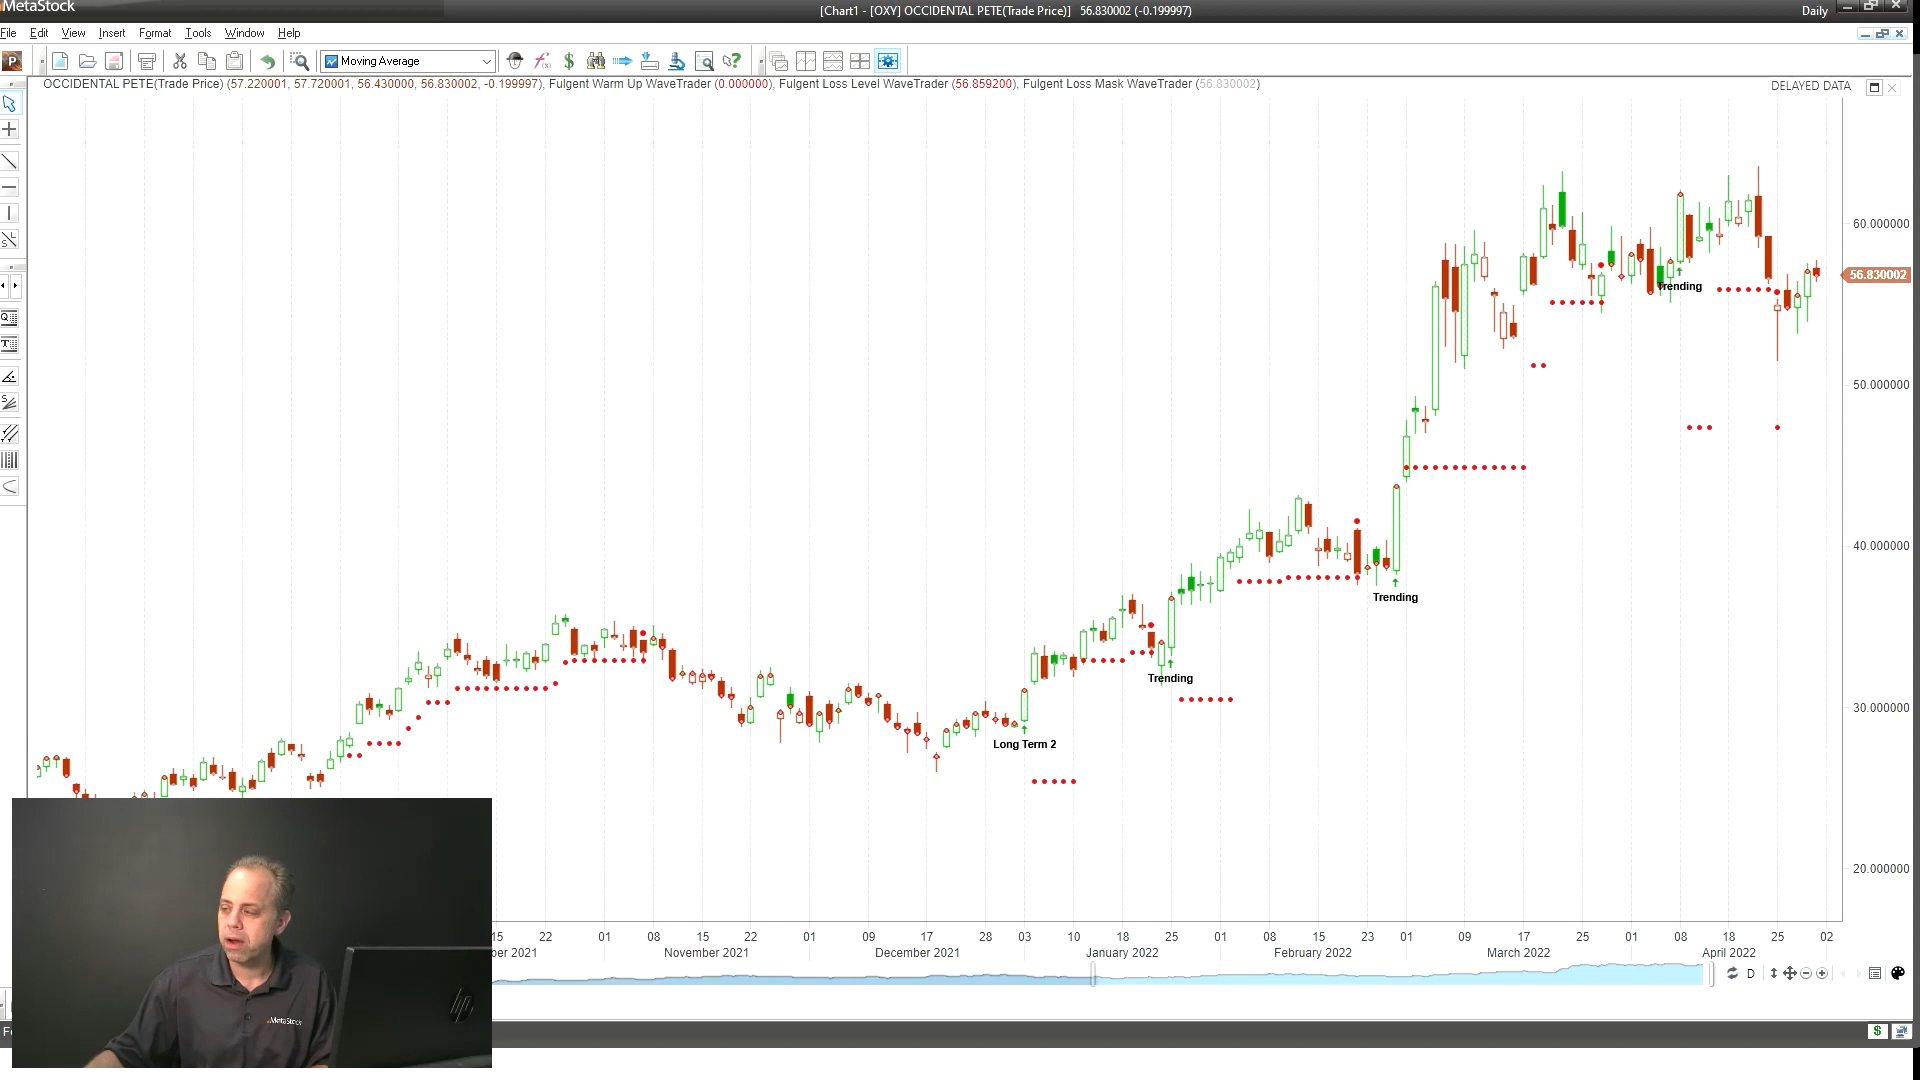 MetaStock
[Chart1 - [OXY] OCCIDENTAL PETE(Trade Price)] 56.830002 (-0.199997)
Daily
File Edit View Insert Format Tools Window Help
Moving Average
OCCIDENTAL PETE(Trade Price) (57.220001, 57.720001, 56.430000, 56.830002, -0.199997), Fulgent Warm Up WaveTrader (0.000000), Fulgent Loss Level WaveTrader (56.859200), Fulgent Loss Mask WaveTrader (56.830002)
DELAYED DATA
60.000000
56.830002
Trending
50.000000
40.000000
Trending
Trending
30.000000
Long Term 2
20.000000
15 22 01 08 15 22 01 09 17 28 03 10 18 24 01 08 15 23 01 09 17 25 01 08 18 25 02
ber 2021 November 2021 December 2021 January 2022 February 2022 March 2022 April 2022
D
MetaStock
hp